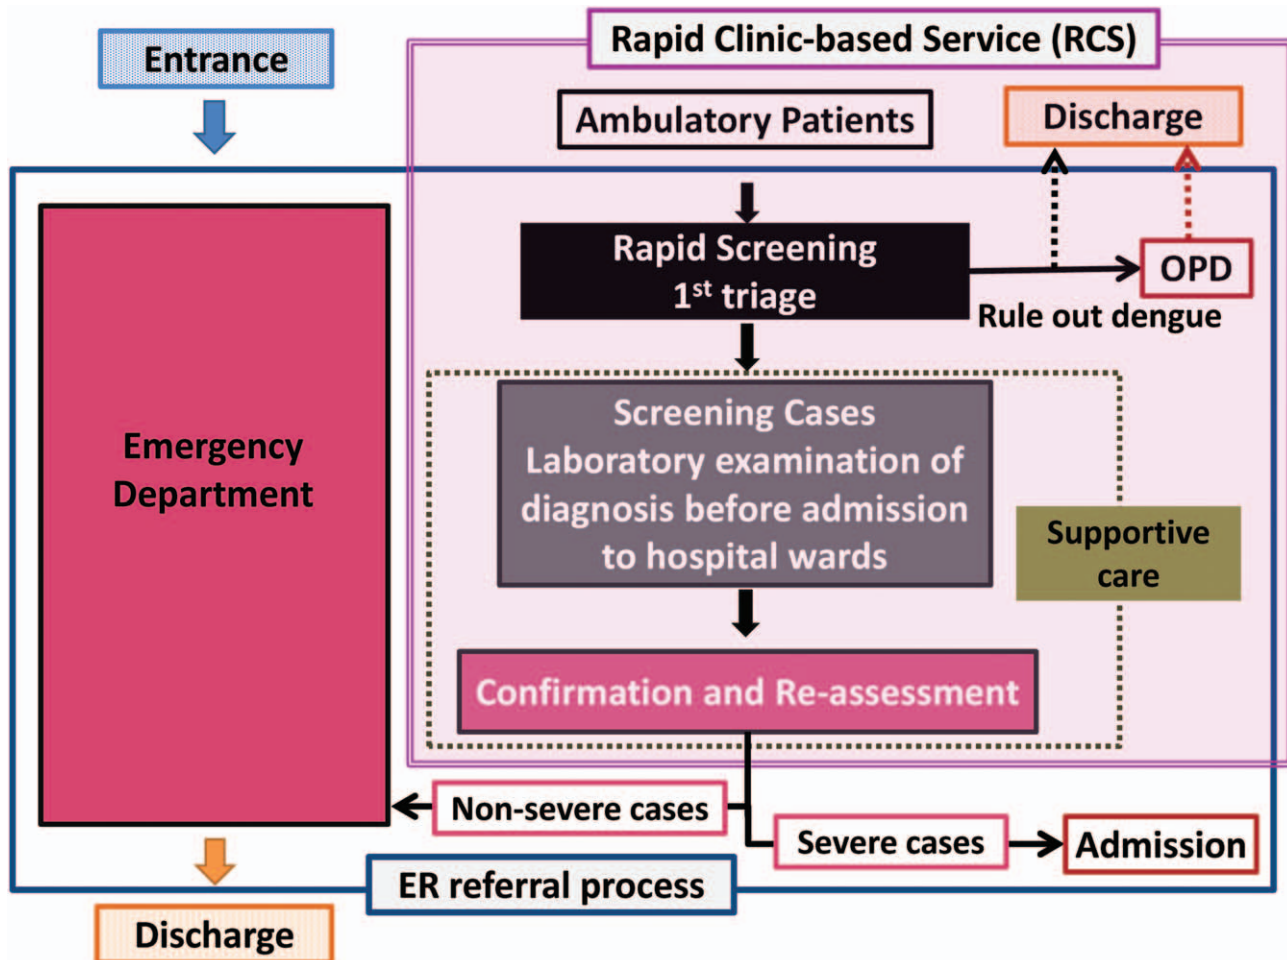 Rapid Clinic-based Service (RCS)
Entrance
Ambulatory Patients
Discharge
Rapid Screening
1st triage
OPD
Rule out dengue
Screening Cases
Laboratory examination of
diagnosis before admission
to hospital wards
Emergency
Department
Supportive
care
Confirmation and Re-assessment
Non-severe cases
Severe cases
Admission
ER referral process
Discharge